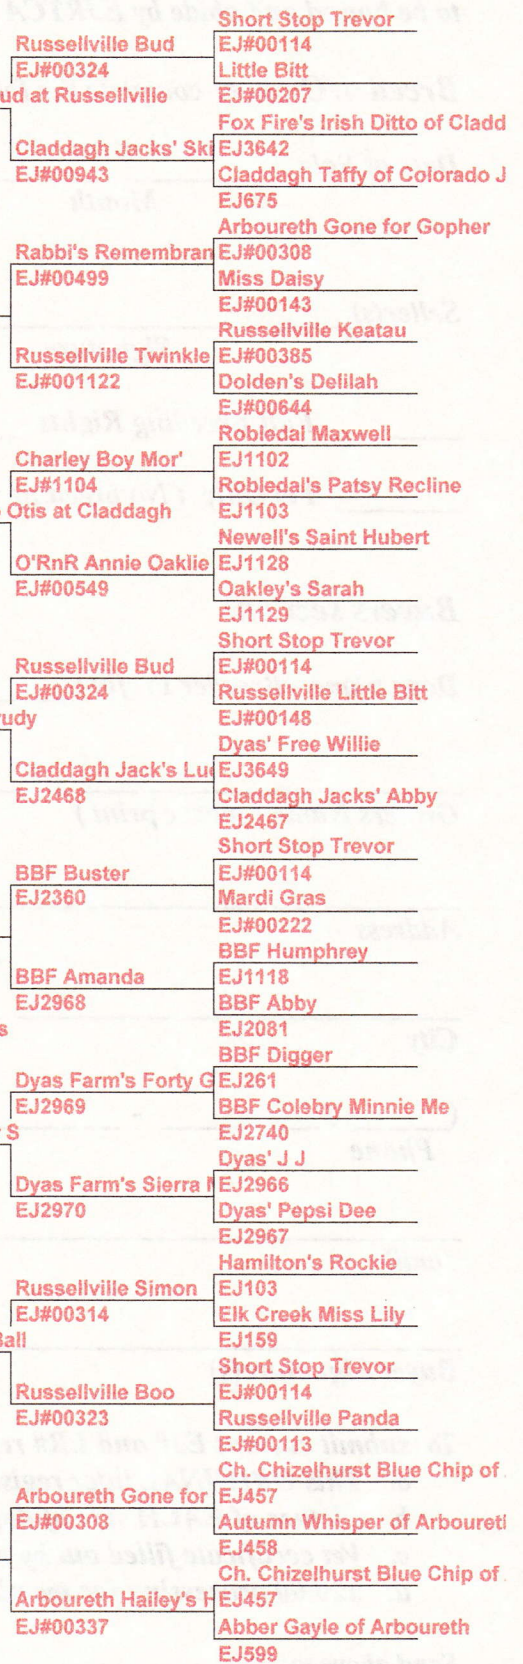 Short Stop Trevor
Russellville Bud
EJ#00114
EJ#00324
Little Bitt
ud at Russellville
EJ#00207
Fox Fire's Irish Ditto of Cladd
Claddagh Jacks' Ski
EJ3642
EJ#00943
Claddagh Taffy of Colorado J
EJ675
Arboureth Gone for Gopher
Rabbi's Remembran
EJ#00308
EJ#00499
Miss Daisy
EJ#00143
Russellville Keatau
Russellville Twinkle
EJ#00385
EJ#001122
Dolden's Delilah
EJ#00644
Robledal Maxwell
Charley Boy Mor'
EJ1102
EJ#1104
Robledal's Patsy Recline
Otis at Claddagh
EJ1103
Newell's Saint Hubert
O'RnR Annie Oaklie
EJ1128
EJ#00549
Oakley's Sarah
EJ1129
Short Stop Trevor
Russellville Bud
EJ#00114
EJ#00324
Russellville Little Bitt
rudy
EJ#00148
Dyas' Free Willie
Claddagh Jack's Luc
EJ3649
EJ2468
Claddagh Jacks' Abby
EJ2467
Short Stop Trevor
BBF Buster
EJ#00114
EJ2360
Mardi Gras
EJ#00222
BBF Humphrey
BBF Amanda
EJ1118
EJ2968
BBF Abby
s
EJ2081
BBF Digger
Dyas Farm's Forty G
EJ261
EJ2969
BBF Colebry Minnie Me
S
EJ2740
Dyas' J J
Dyas Farm's Sierra
EJ2966
EJ2970
Dyas' Pepsi Dee
EJ2967
Hamilton's Rockie
Russellville Simon
EJ103
EJ#00314
Elk Creek Miss Lily
Ball
EJ159
Short Stop Trevor
Russellville Boo
EJ#00114
EJ#00323
Russellville Panda
EJ#00113
Ch. Chizelhurst Blue Chip of
Arboureth Gone for
EJ457
EJ#00308
Autumn Whisper of Arboureth
EJ458
Ch. Chizelhurst Blue Chip of
Arboureth Hailey's H
EJ457
EJ#00337
Abber Gayle of Arboureth
EJ599